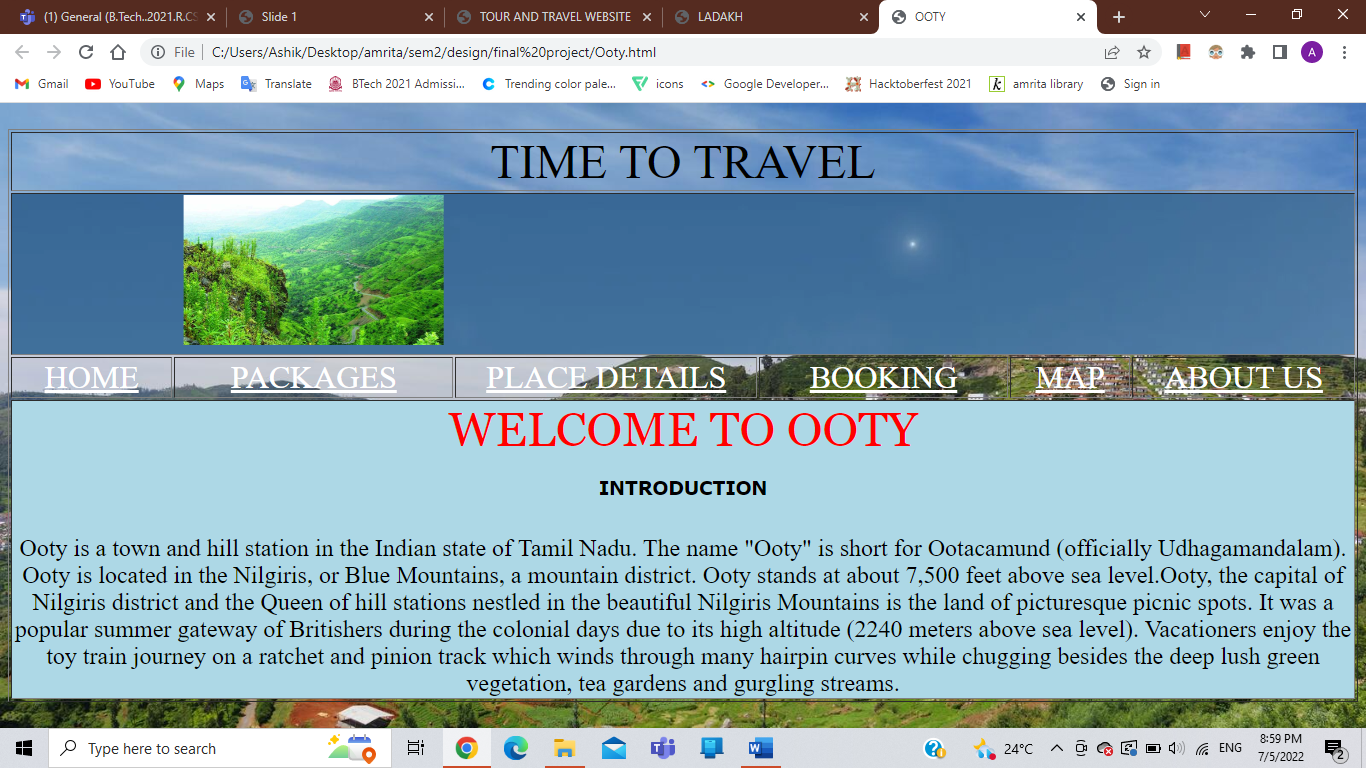 (1) General (B.Tech..2021.R.CS
Slide 1
TOUR AND TRAVEL WEBSITE
LADAKH
OOTY
File
C:/Users/Ashik/Desktop/amrita/sem2/design/final%20project/Ooty.html
A
Gmail
YouTube
Maps
Translate
BTech 2021 Admissi...
Trending color pale...
icons
Google Developer...
Hacktoberfest 2021
amrita library
Sign in
TIME TO TRAVEL
HOME PACKAGES PLACE DETAILS BOOKING MAP ABOUT US
WELCOME TO OOTY
INTRODUCTION
Ooty is a town and hill station in the Indian state of Tamil Nadu. The name "Ooty" is short for Ootacamund (officially Udhagamandalam).
Ooty is located in the Nilgiris, or Blue Mountains, a mountain district. Ooty stands at about 7,500 feet above sea level.Ooty, the capital of
Nilgiris district and the Queen of hill stations nestled in the beautiful Nilgiris Mountains is the land of picturesque picnic spots. It was a
popular summer gateway of Britishers during the colonial days due to its high altitude (2240 meters above sea level). Vacationers enjoy the
toy train journey on a ratchet and pinion track which winds through many hairpin curves while chugging besides the deep lush green
vegetation, tea gardens and gurgling streams.
Type here to search
24°C
ENG
8:59 PM
7/5/2022
2